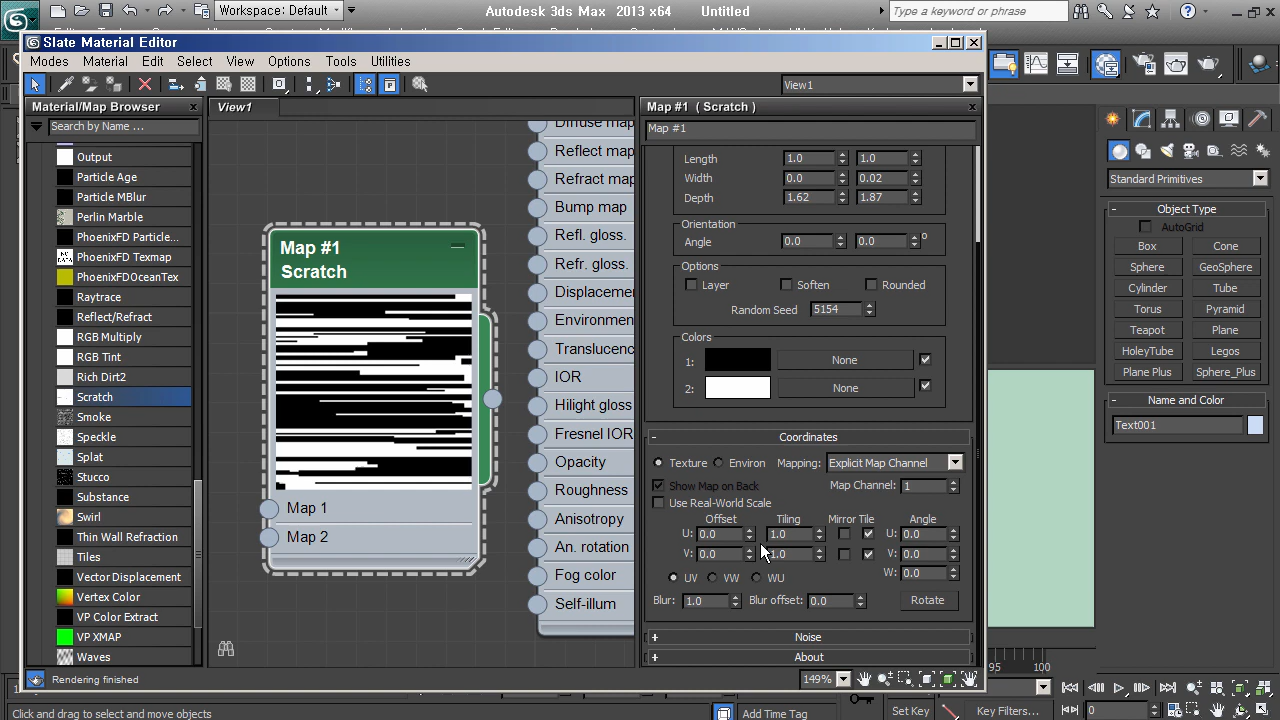 Workspace: Default
Autodesk 3ds Max  2013 x64
Untitled
Type a keyword or phrase
Slate Material Editor
Modes
Material
Edit
Select
View
Tools
Utilities
View1
Material/Map Browser
View1
Map #1  ( Scratch )
Search by Name ...
Map #1
Output
Particle Age
Particle MBlur
Perlin Marble
PhoenixFD Particle...
PhoenixFD Texmap
PhoenixFDOceanTex
Raytrace
Reflect/Refract
RGB Multiply
RGB Tint
Rich Dirt2
Scratch
Smoke
Speckle
Splat
Stucco
Substance
Swirl
Thin Wall Refraction
Tiles
Vector Displacement
Vertex Color
VP Color Extract
VP XMAP
Waves
Map #1
Scratch
Map 1
Map 2
Diffuse map
Reflect map
Refract map
Bump map
Refl. gloss.
Refr. gloss.
Displacemen
Environmen
Translucenc
IOR
Hilight gloss
Fresnel IOR
Opacity
Roughness
Anisotropy
An. rotation
Fog color
Self-illum
Length 1.0 1.0
Width 0.0 0.02
Depth 1.62 1.87
Orientation
Angle 0.0 0.0 °
Options
Layer Soften Rounded
Random Seed 5154
Colors
1: None
2: None
- Coordinates
Texture Environ Mapping: Explicit Map Channel
Show Map on Back Map Channel: 1
Use Real-World Scale
Offset Tiling Mirror Tile Angle
U: 0.0 1.0 U: 0.0
V: 0.0 1.0 V: 0.0
W: 0.0
UV VW WU
Blur: 1.0 Blur offset: 0.0 Rotate
+ Noise
+ About
Standard Primitives
- Object Type
AutoGrid
Box Cone
Sphere GeoSphere
Cylinder Tube
Torus Pyramid
Teapot Plane
HoleyTube Legos
Plane Plus Sphere_Plus
- Name and Color
Text001
Rendering finished
149%
95 100
Click and drag to select and move objects
Add Time Tag
Set Key
Key Filters...
0